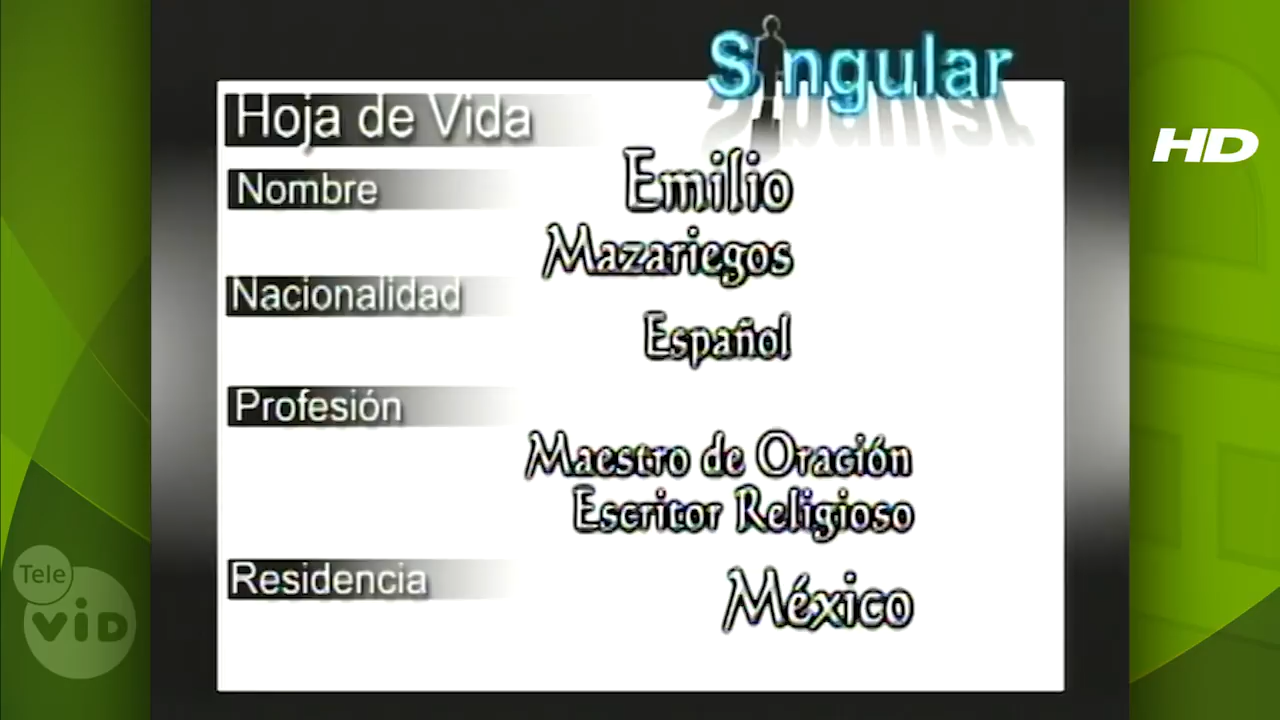 Singular
HD
Hoja de Vida
Nombre
Emilio
Mazariegos
Nacionalidad
Español
Profesión
Maestro de Oración
Escritor Religioso
Residencia
México
Tele
ViD